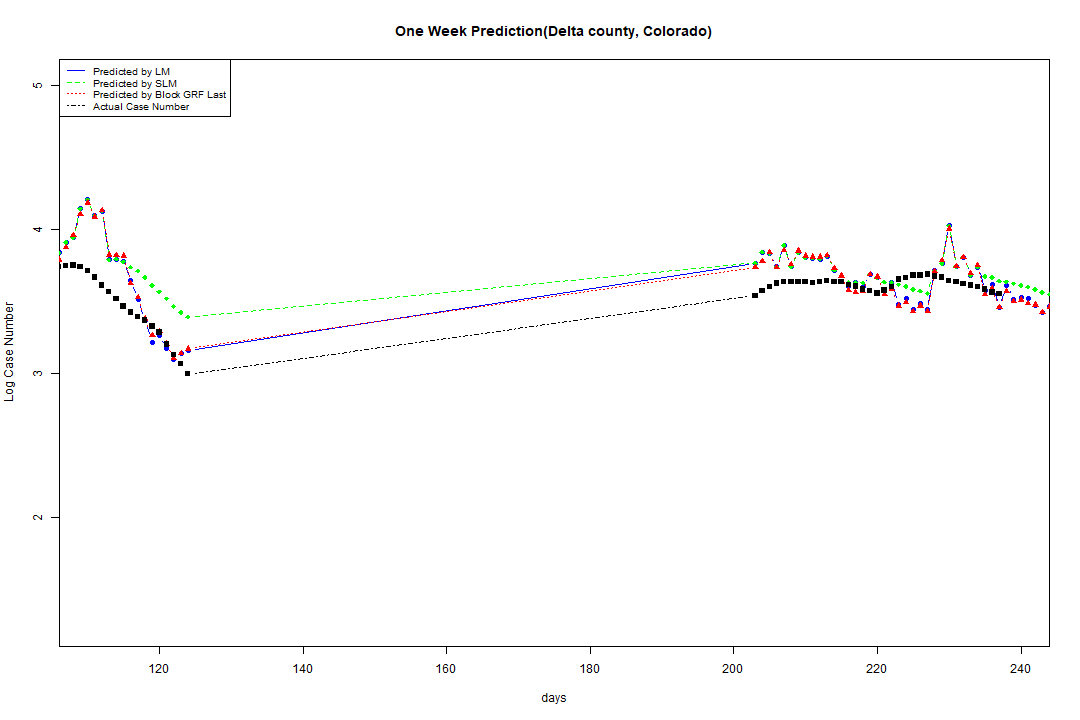 One Week Prediction(Delta county, Colorado)
Predicted by LM
Predicted by SLM
Predicted by Block GRF Last
Actual Case Number
5
4
3
2
Log Case Number
120 140 160 180 200 220 240
days